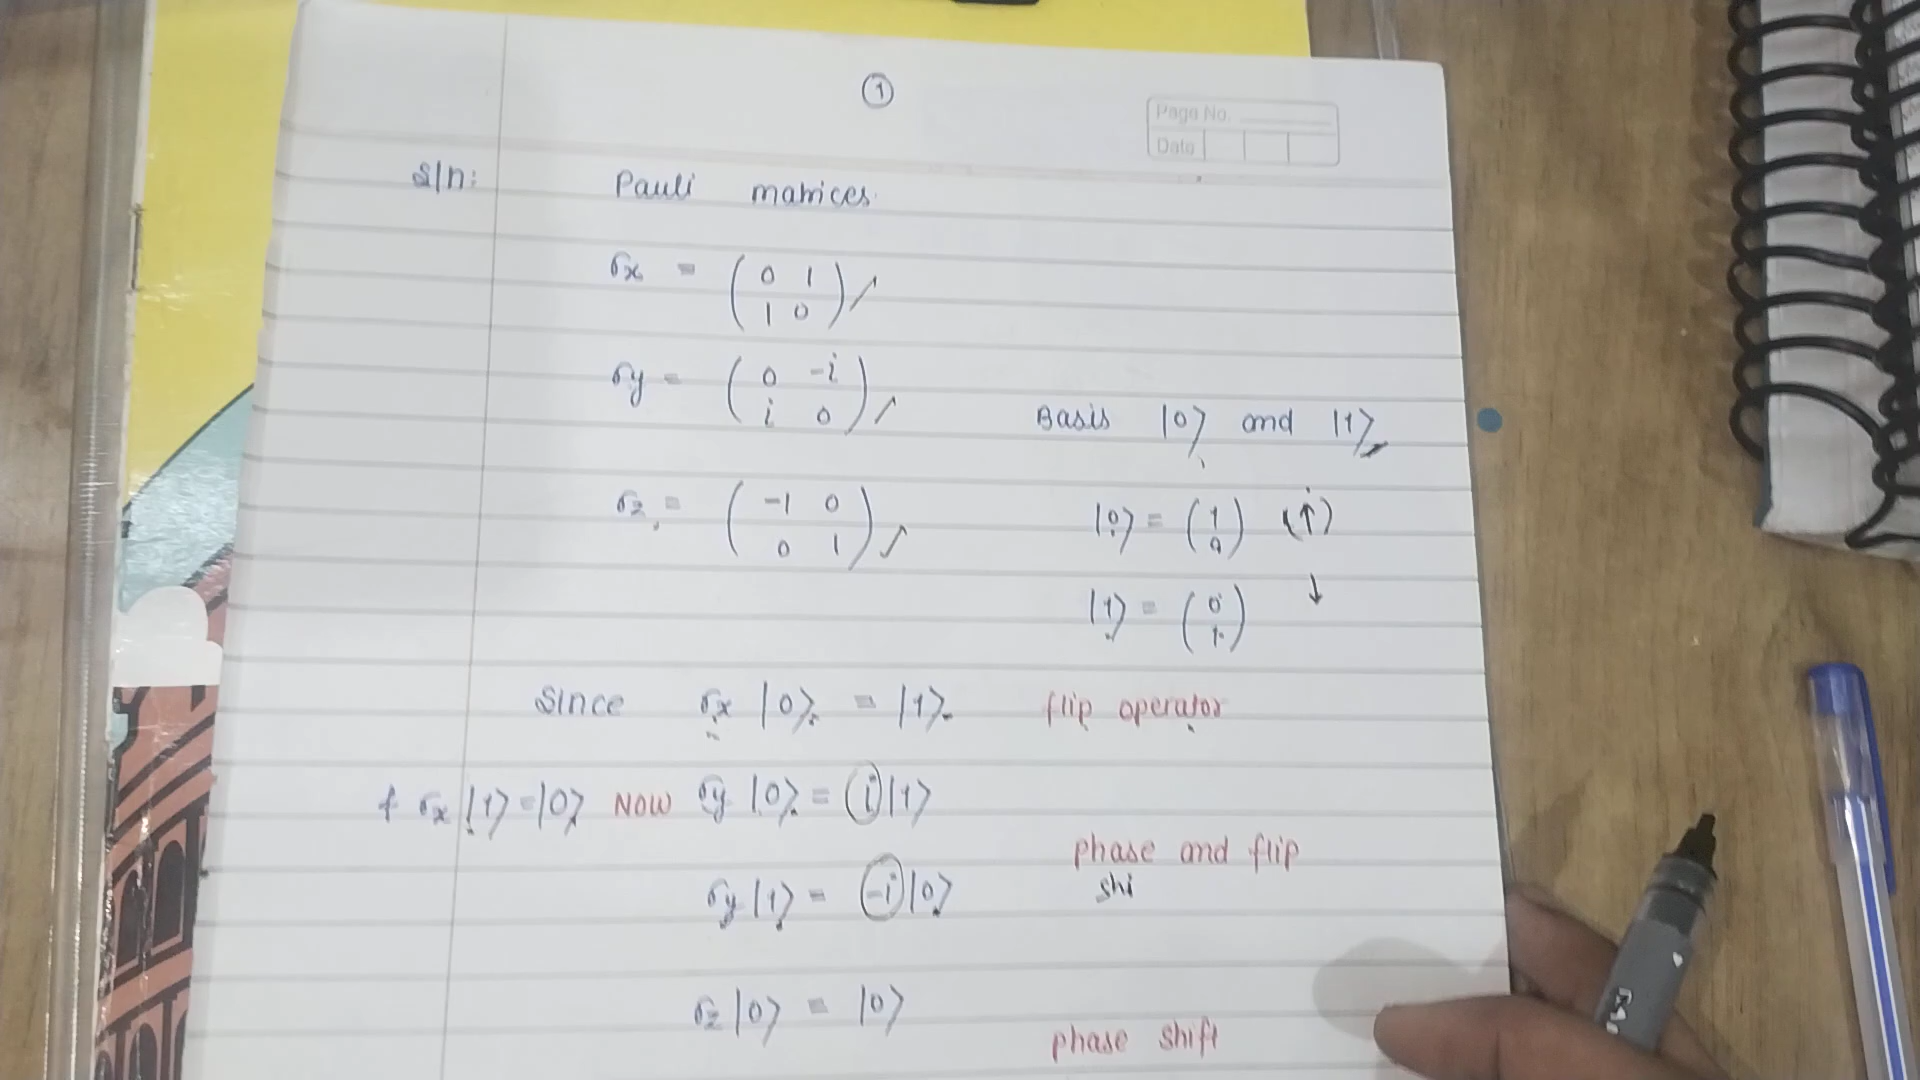 1
Page No.
Date
S/n: Pauli matrices.
σx = ( 0 1
1 0 )
σy = ( 0 -i
i 0 )
Basis |0⟩ and |1⟩
σz = ( -1 0
0 1 )
|0⟩ = ( 1
0 ) (↑)
|1⟩ = ( 0
1 ) ↓
Since σx |0⟩ = |1⟩ flip operator
& σx |1⟩ = |0⟩ NOW σy |0⟩ = i |1⟩
phase and flip
σy |1⟩ = -i |0⟩ shi
σz |0⟩ = |0⟩
phase shift